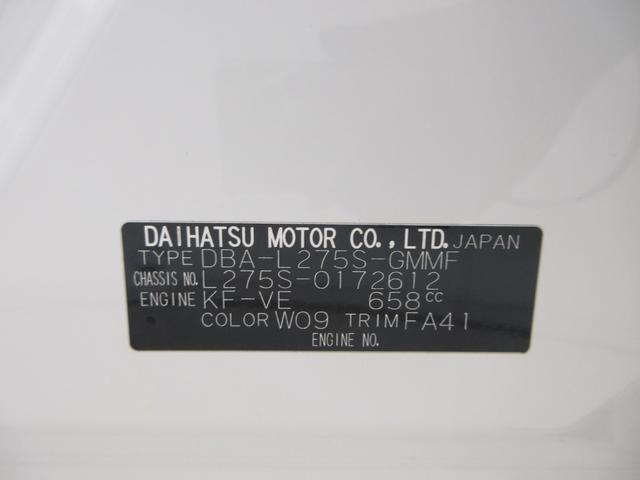 DAIHATSU MOTOR CO.,LTD. JAPAN
TYPE DBA-L275S-GMMF
CHASSIS NO. L275S-0172612
ENGINE KF-VE 658CC
COLOR W09 TRIM FA41
ENGINE NO.